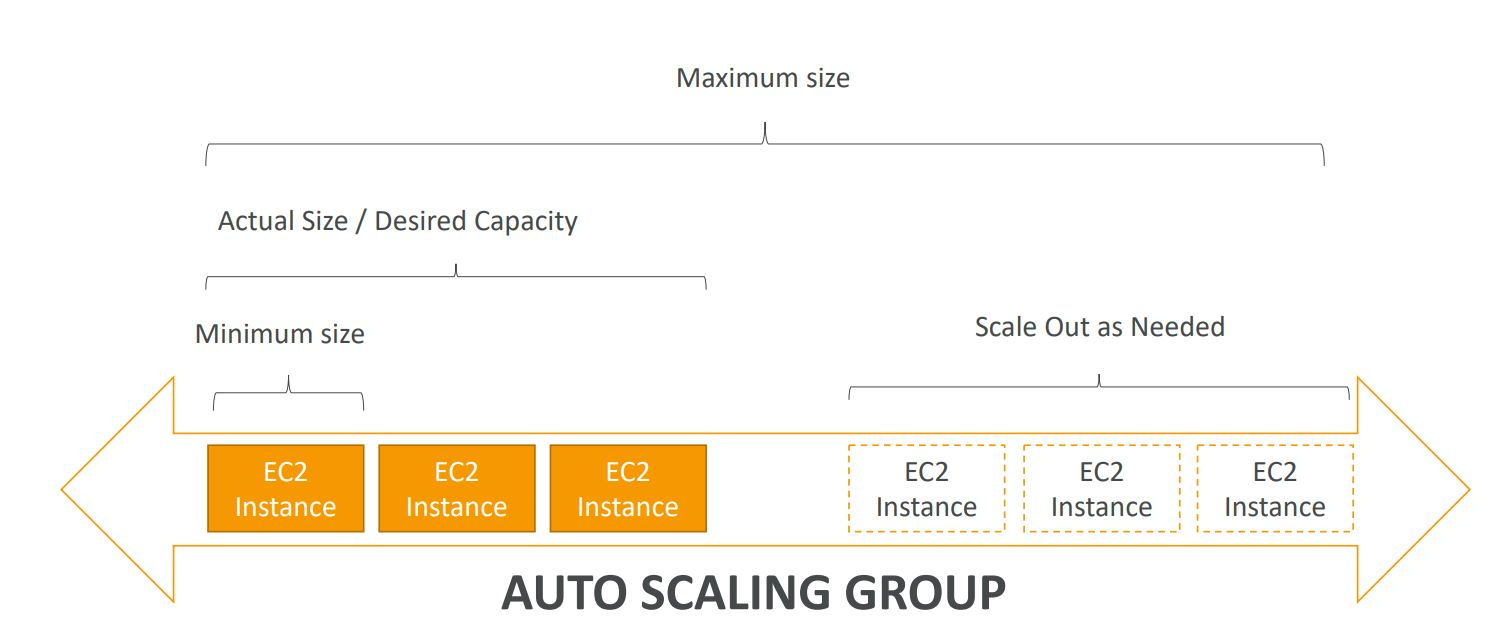 Maximum size
Actual Size / Desired Capacity
Minimum size
Scale Out as Needed
EC2
Instance
EC2
Instance
EC2
Instance
EC2
Instance
EC2
Instance
EC2
Instance
AUTO SCALING GROUP